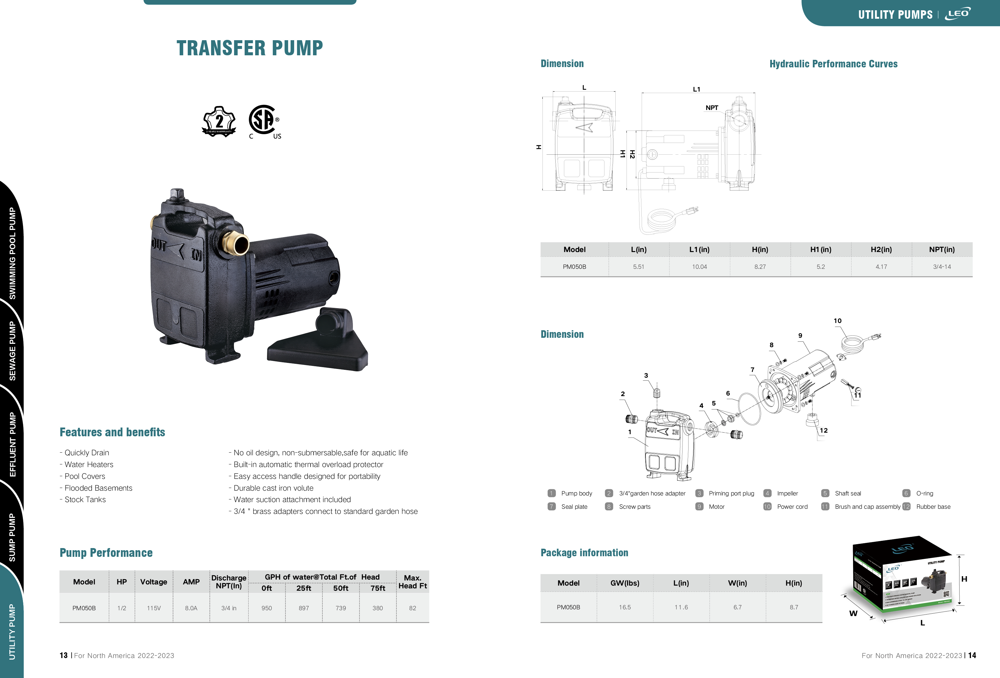 UTILITY PUMPS
LEO
TRANSFER PUMP
2
2 YEARS WARRRANTY
SA®
C US
OUT IN
SWIMMING POOL PUMP
SEWAGE PUMP
EFFLUENT PUMP
SUMP PUMP
UTILITY PUMP
Features and benefits
- Quickly Drain
- Water Heaters
- Pool Covers
- Flooded Basements
- Stock Tanks
- No oil design, non-submersable,safe for aquatic life
- Built-in automatic thermal overload protector
- Easy access handle designed for portability
- Durable cast iron volute
- Water suction attachment included
- 3/4 " brass adapters connect to standard garden hose
Pump Performance
Model HP Voltage AMP Discharge NPT(In) GPH of water@Total Ft.of Head Max. Head Ft
0ft 25ft 50ft 75ft
PM050B 1/2 115V 8.0A 3/4 in 950 897 739 380 82
13 | For North America 2022-2023
Dimension
L
H
L1
NPT
H1
H2
Hydraulic Performance Curves
Model L(in) L1(in) H(in) H1(in) H2(in) NPT(in)
PM050B 5.51 10.04 8.27 5.2 4.17 3/4-14
Dimension
10
9
8
7
3
2
6
5
4
11
12
1
OUT IN
1 Pump body 2 3/4"garden hose adapter 3 Priming port plug 4 Impeller 5 Shaft seal 6 O-ring
7 Seal plate 8 Screw parts 9 Motor 10 Power cord 11 Brush and cap assembly 12 Rubber base
Package information
Model GW(lbs) L(in) W(in) H(in)
PM050B 16.5 11.6 6.7 8.7
LEO
LEO
LEO
UTILITY PUMP
H
W
L
For North America 2022-2023 | 14